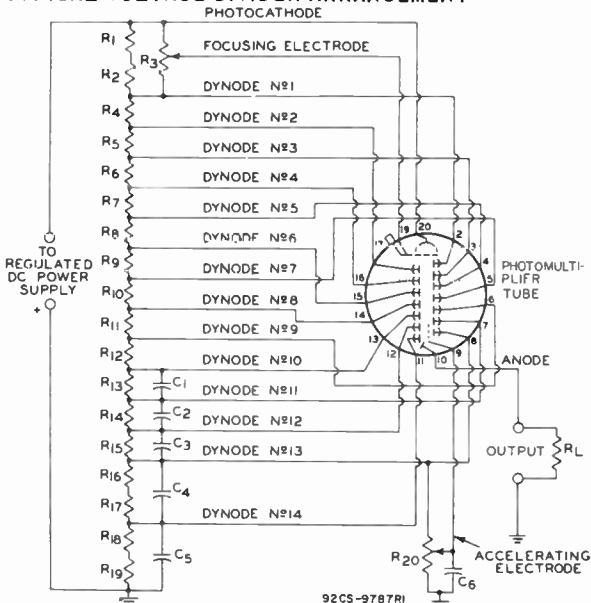 PHOTOCATHODE
R1
FOCUSING ELECTRODE
R3
R2
DYNODE Nº1
R4
DYNODE Nº2
R5
DYNODE Nº3
R6
DYNODE Nº4
R7
DYNODE Nº5
R8
DYNODE Nº6
R9
DYNODE Nº7
R10
DYNODE Nº8
R11
DYNODE Nº9
R12
DYNODE Nº10
R13
C1
DYNODE Nº11
R14
C2
DYNODE Nº12
R15
C3
DYNODE Nº13
R16
C4
R17
DYNODE Nº14
R18
C5
R19
TO
REGULATED
DC POWER
SUPPLY
+
17
19
20
2
3
4
5
6
7
8
9
10
11
12
13
14
15
16
PHOTOMULTI-
PLIER
TUBE
ANODE
OUTPUT
RL
R20
C6
ACCELERATING
ELECTRODE
92CS-9787R1